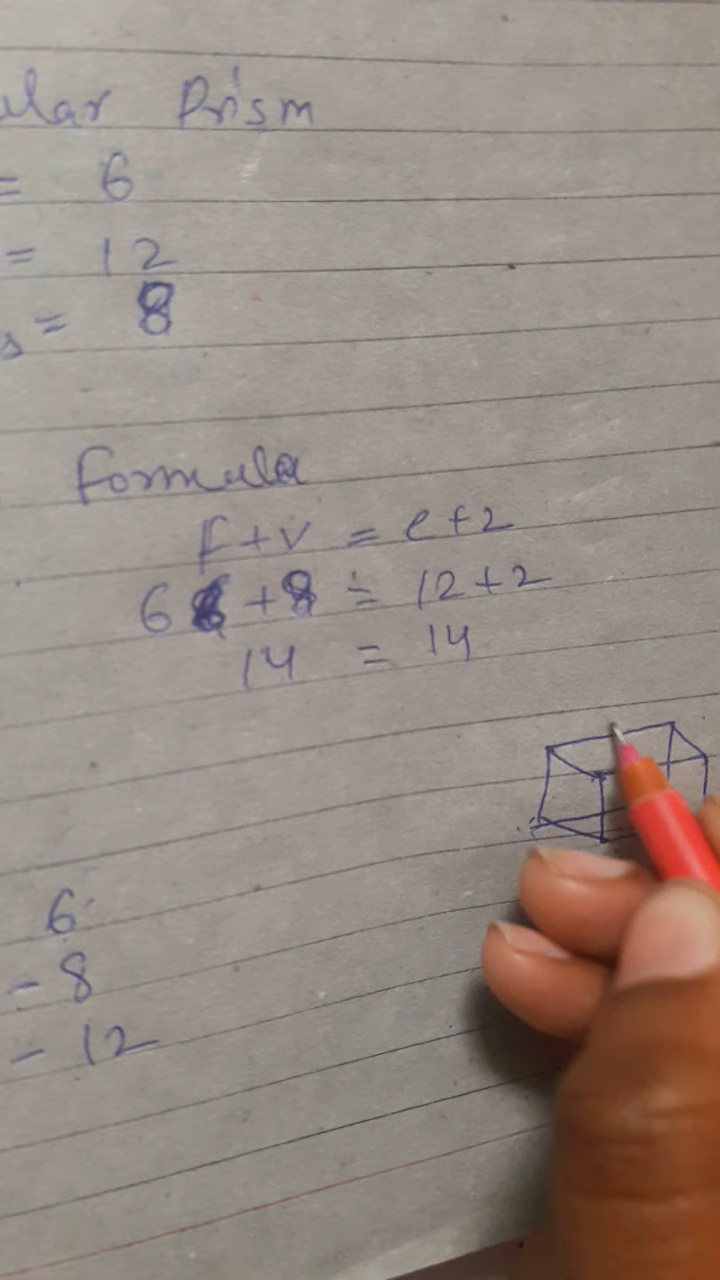 ular Prism
= 6
= 12
s = 8
Formula
F+V = e+2
6 +8 = 12+2
14 = 14
6
- 8
- 12